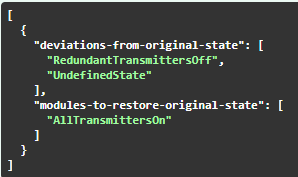 [
  {
    "deviations-from-original-state": [
      "RedundantTransmittersOff",
      "UndefinedState"
    ],
    "modules-to-restore-original-state": [
      "AllTransmittersOn"
    ]
  }
]